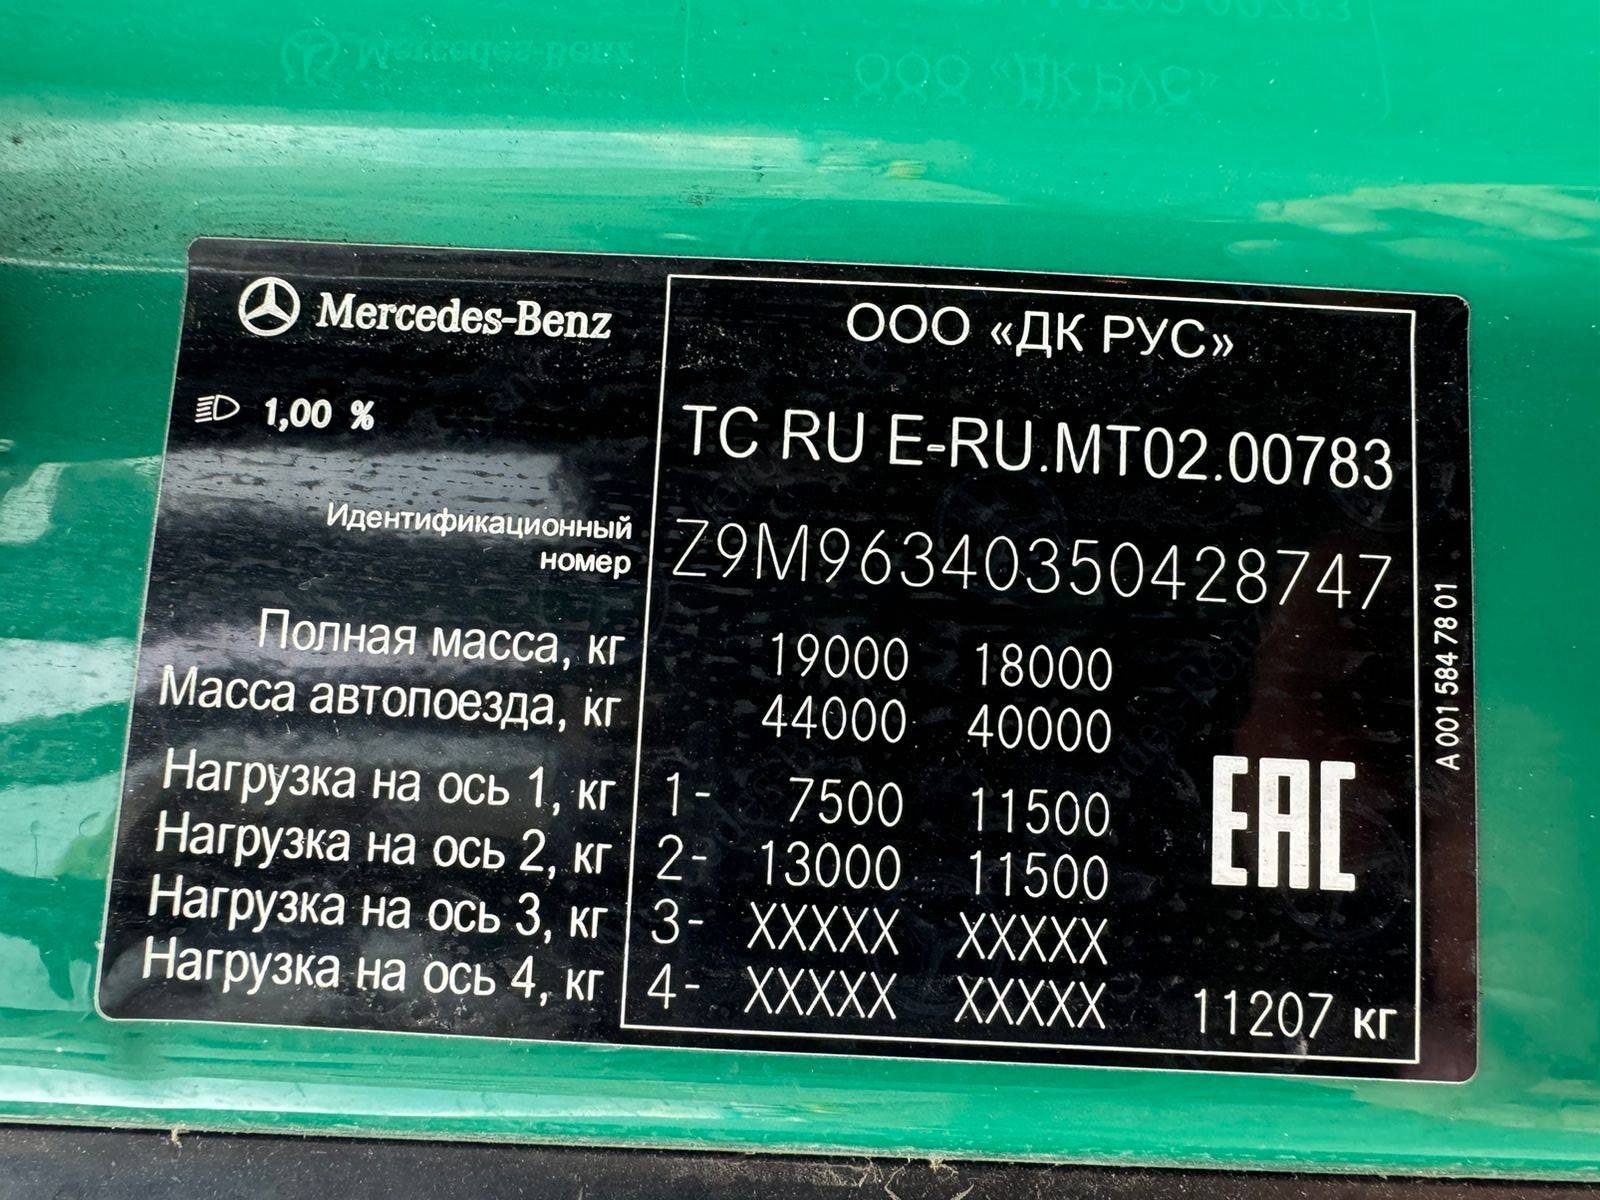 Mercedes-Benz
ООО «ДК РУС»
1,00 %
ТС RU Е-RU.МТ02.00783
Идентификационный
номер
Z9M96340350428747
Полная масса, кг 19000 18000
Масса автопоезда, кг 44000 40000
Нагрузка на ось 1, кг 1- 7500 11500
Нагрузка на ось 2, кг 2- 13000 11500
Нагрузка на ось 3, кг 3- XXXXX XXXXX
Нагрузка на ось 4, кг 4- XXXXX XXXXX
EAC
11207 кг
A 001 584 78 01